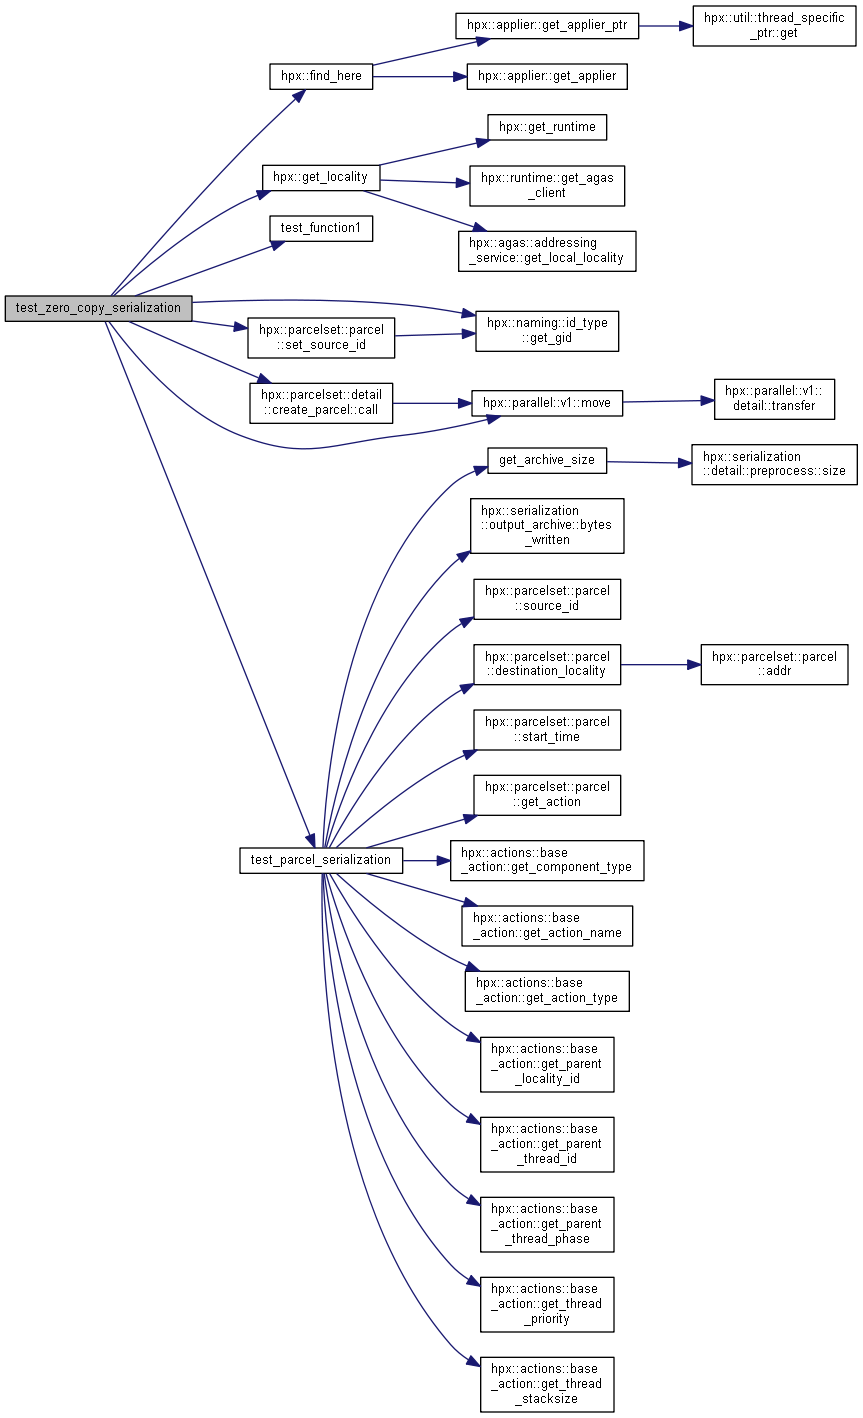 hpx::applier::get_applier_ptr
hpx::util::thread_specific
_ptr::get
hpx::find_here
hpx::applier::get_applier
hpx::get_runtime
hpx::get_locality
hpx::runtime::get_agas
_client
test_function1
hpx::agas::addressing
_service::get_local_locality
test_zero_copy_serialization
hpx::parcelset::parcel
::set_source_id
hpx::naming::id_type
::get_gid
hpx::parcelset::detail
::create_parcel::call
hpx::parallel::v1::move
hpx::parallel::v1::
detail::transfer
get_archive_size
hpx::serialization
::detail::preprocess::size
hpx::serialization
::output_archive::bytes
_written
hpx::parcelset::parcel
::source_id
hpx::parcelset::parcel
::destination_locality
hpx::parcelset::parcel
::addr
hpx::parcelset::parcel
::start_time
hpx::parcelset::parcel
::get_action
test_parcel_serialization
hpx::actions::base
_action::get_component_type
hpx::actions::base
_action::get_action_name
hpx::actions::base
_action::get_action_type
hpx::actions::base
_action::get_parent
_locality_id
hpx::actions::base
_action::get_parent
_thread_id
hpx::actions::base
_action::get_parent
_thread_phase
hpx::actions::base
_action::get_thread
_priority
hpx::actions::base
_action::get_thread
_stacksize